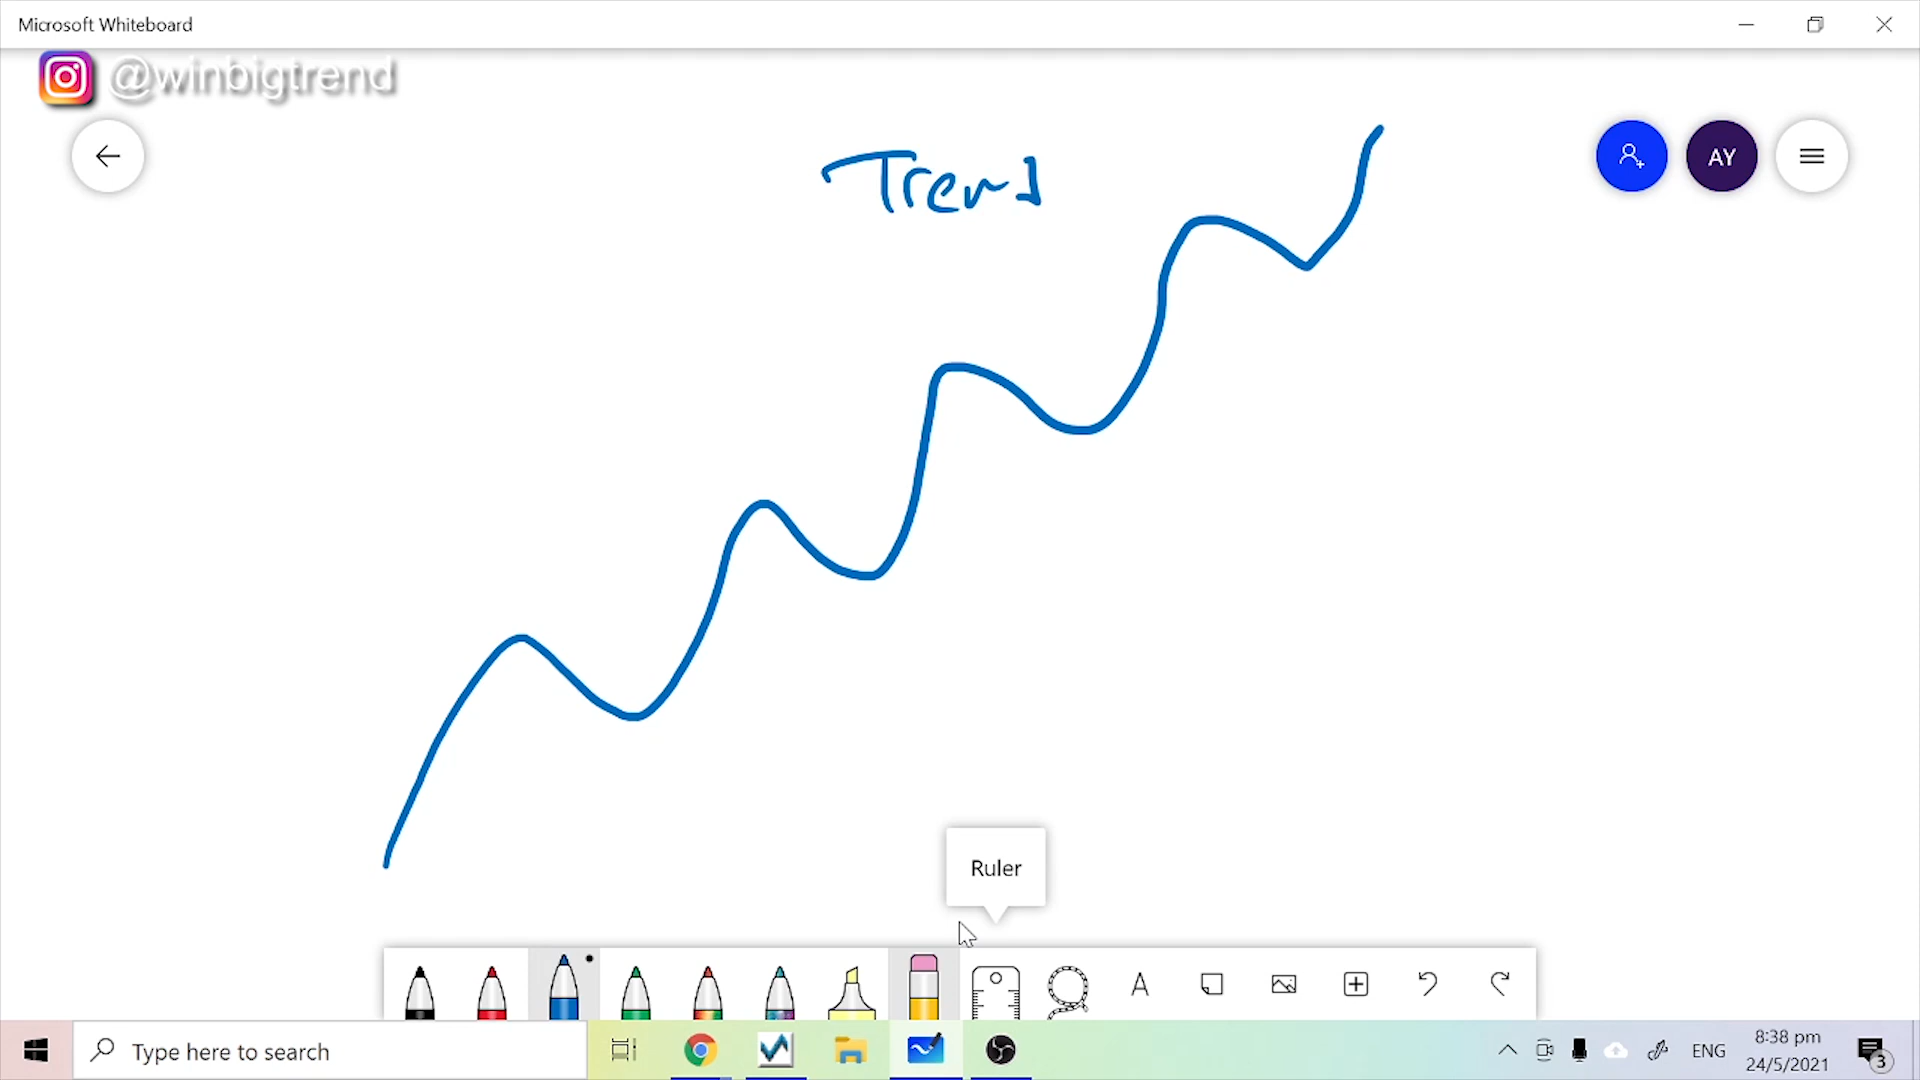 Microsoft Whiteboard
@winbigtrend
Trend
AY
Ruler
A
Type here to search
ENG
8:38 pm
24/5/2021
3